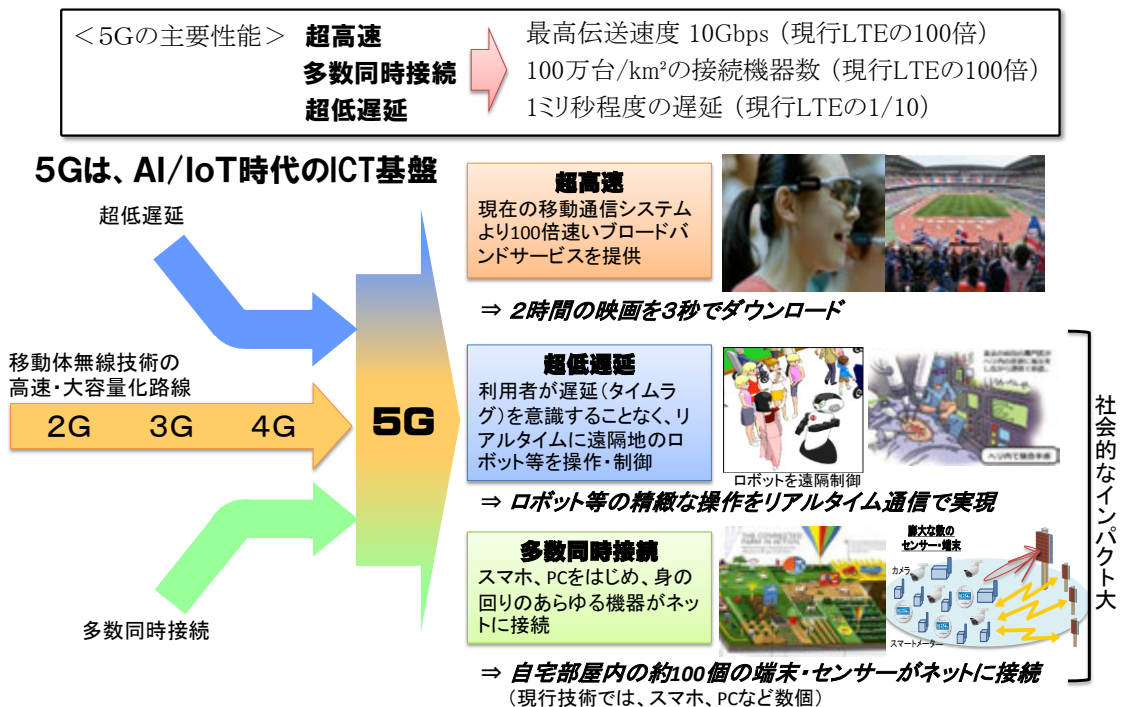 <5Gの主要性能> 超高速 最高伝送速度 10Gbps (現行LTEの100倍)
多数同時接続 100万台/km²の接続機器数 (現行LTEの100倍)
超低遅延 1ミリ秒程度の遅延 (現行LTEの1/10)
5Gは、AI/IoT時代のICT基盤
超低遅延
移動体無線技術の
高速・大容量化路線
2G 3G 4G
5G
多数同時接続
超高速
現在の移動通信システム
より100倍速いブロードバ
ンドサービスを提供
⇒ 2時間の映画を3秒でダウンロード
超低遅延
利用者が遅延(タイムラ
グ)を意識することなく、リ
アルタイムに遠隔地のロ
ボット等を操作・制御
ロボットを遠隔制御
ヘリ内で緊急手術
⇒ ロボット等の精緻な操作をリアルタイム通信で実現
多数同時接続
スマホ、PCをはじめ、身の
回りのあらゆる機器がネッ
トに接続
THE CONNECTED
FARM IN ACTION
膨大な数の
センサー・端末
カメラ
スマートメーター
⇒ 自宅部屋内の約100個の端末・センサーがネットに接続
(現行技術では、スマホ、PCなど数個)
社会的なインパクト大